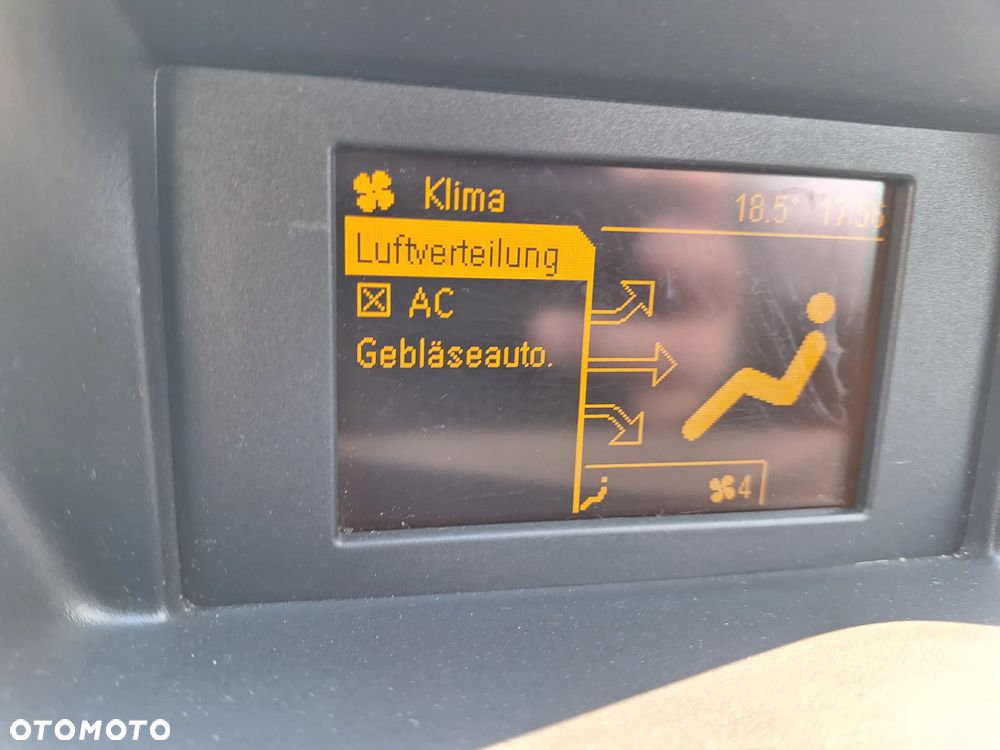 Klima
18.5° 17:56
Luftverteilung
AC
Gebläseauto.
4
OTOMOTO